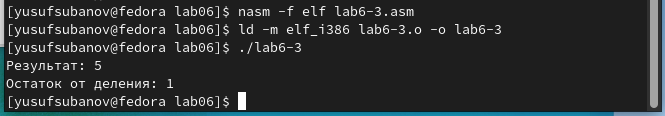 [yusufsubanov@fedora lab06]$ nasm -f elf lab6-3.asm
[yusufsubanov@fedora lab06]$ ld -m elf_i386 lab6-3.o -o lab6-3
[yusufsubanov@fedora lab06]$ ./lab6-3
Результат: 5
Остаток от деления: 1
[yusufsubanov@fedora lab06]$